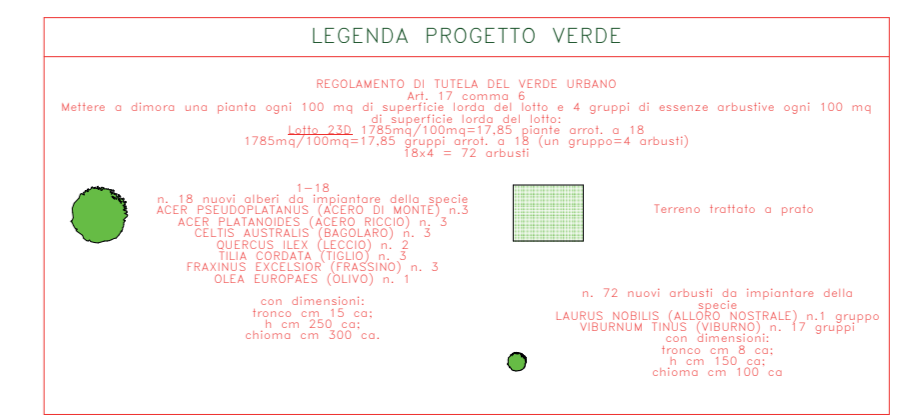 LEGENDA PROGETTO VERDE
REGOLAMENTO DI TUTELA DEL VERDE URBANO
Art. 17 comma 6
Mettere a dimora una pianta ogni 100 mq di superficie lorda del lotto e 4 gruppi di essenze arbustive ogni 100 mq
di superficie lorda del lotto:
Lotto 23D 1785mq/100mq=17.85 piante arrot. a 18
1785mq/100mq=17.85 gruppi arrot. a 18 (un gruppo=4 arbusti)
18x4 = 72 arbusti
1-18
n. 18 nuovi alberi da impiantare della specie
ACER PSEUDOPLATANUS (ACERO DI MONTE) n.3
ACER PLATANOIDES (ACERO RICCIO) n. 3
CELTIS AUSTRALIS (BAGOLARO) n. 3
QUERCUS ILEX (LECCIO) n. 2
TILIA CORDATA (TIGLIO) n. 3
FRAXINUS EXCELSIOR (FRASSINO) n. 3
OLEA EUROPAES (OLIVO) n. 1
con dimensioni:
tronco cm 15 ca;
h cm 250 ca;
chioma cm 300 ca.
Terreno trattato a prato
n. 72 nuovi arbusti da impiantare della
specie
LAURUS NOBILIS (ALLORO NOSTRALE) n.1 gruppo
VIBURNUM TINUS (VIBURNO) n. 17 gruppi
con dimensioni:
tronco cm 8 ca;
h cm 150 ca;
chioma cm 100 ca